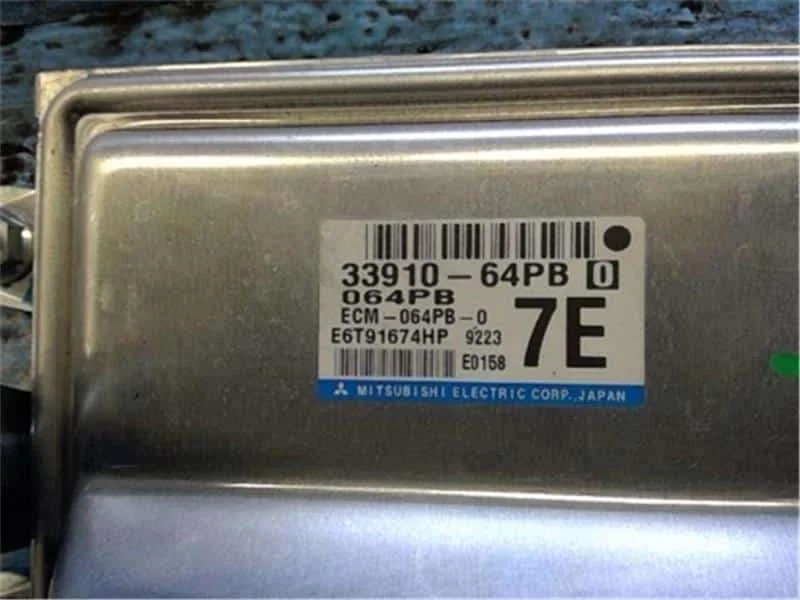 33910-64PB 0
064PB
ECM-064PB-0
7E
E6T91674HP 9223
E0158
MITSUBISHI ELECTRIC CORP., JAPAN